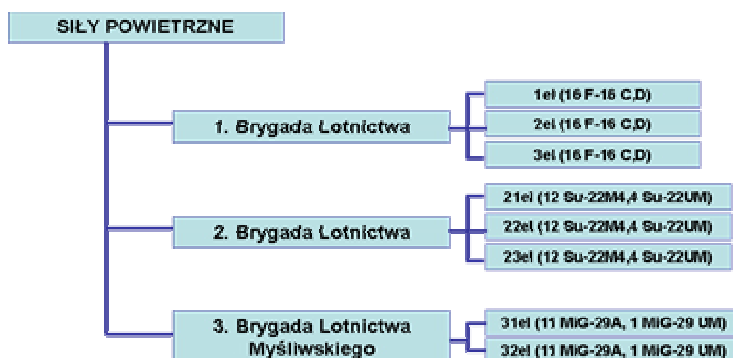 SIŁY POWIETRZNE
1. Brygada Lotnictwa
1el (16 F-16 C,D)
2el (16 F-16 C,D)
3el (16 F-16 C,D)
2. Brygada Lotnictwa
21el (12 Su-22M4,4 Su-22UM)
22el (12 Su-22M4,4 Su-22UM)
23el (12 Su-22M4,4 Su-22UM)
3. Brygada Lotnictwa
Myśliwskiego
31el (11 MiG-29A, 1 MiG-29 UM)
32el (11 MiG-29A, 1 MiG-29 UM)